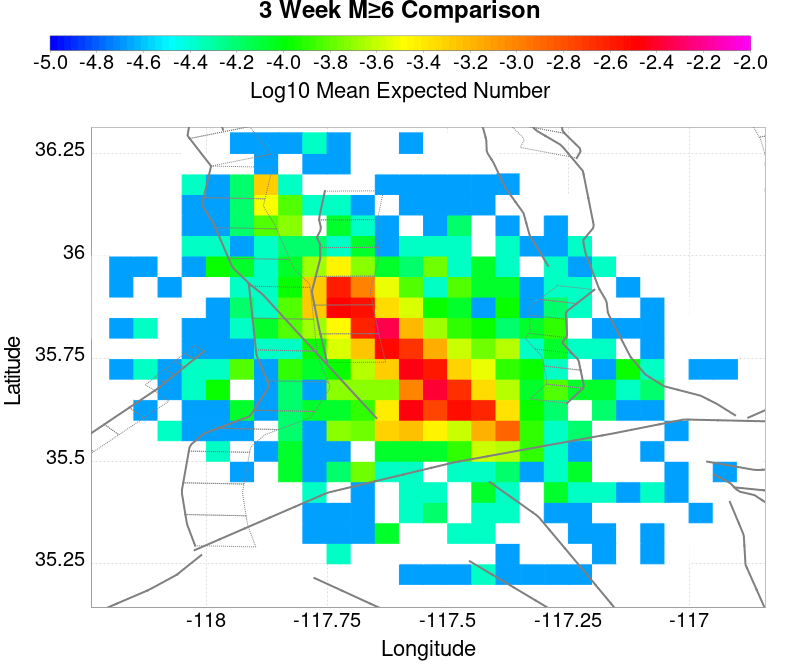 3 Week M≥6 Comparison
-5.0 -4.8 -4.6 -4.4 -4.2 -4.0 -3.8 -3.6 -3.4 -3.2 -3.0 -2.8 -2.6 -2.4 -2.2 -2.0
Log10 Mean Expected Number
36.25
36
35.75
35.5
35.25
Latitude
-118 -117.75 -117.5 -117.25 -117
Longitude